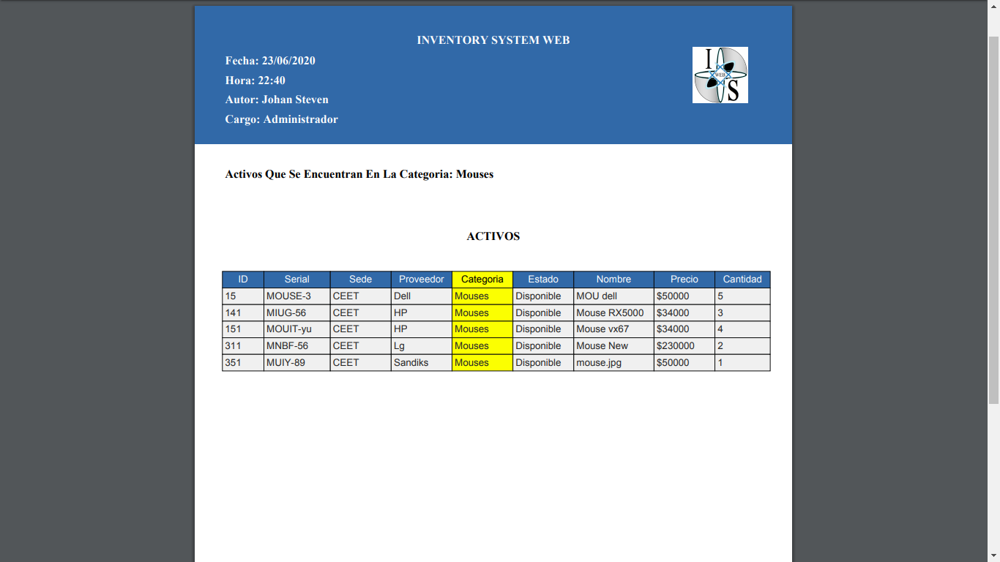 INVENTORY SYSTEM WEB
Fecha: 23/06/2020
Hora: 22:40
Autor: Johan Steven
Cargo: Administrador
I
WEB
S
Activos Que Se Encuentran En La Categoria: Mouses
ACTIVOS
ID Serial Sede Proveedor Categoria Estado Nombre Precio Cantidad
15 MOUSE-3 CEET Dell Mouses Disponible MOU dell $50000 5
141 MIUG-56 CEET HP Mouses Disponible Mouse RX5000 $34000 3
151 MOUIT-yu CEET HP Mouses Disponible Mouse vx67 $34000 4
311 MNBF-56 CEET Lg Mouses Disponible Mouse New $230000 2
351 MUIY-89 CEET Sandiks Mouses Disponible mouse.jpg $50000 1